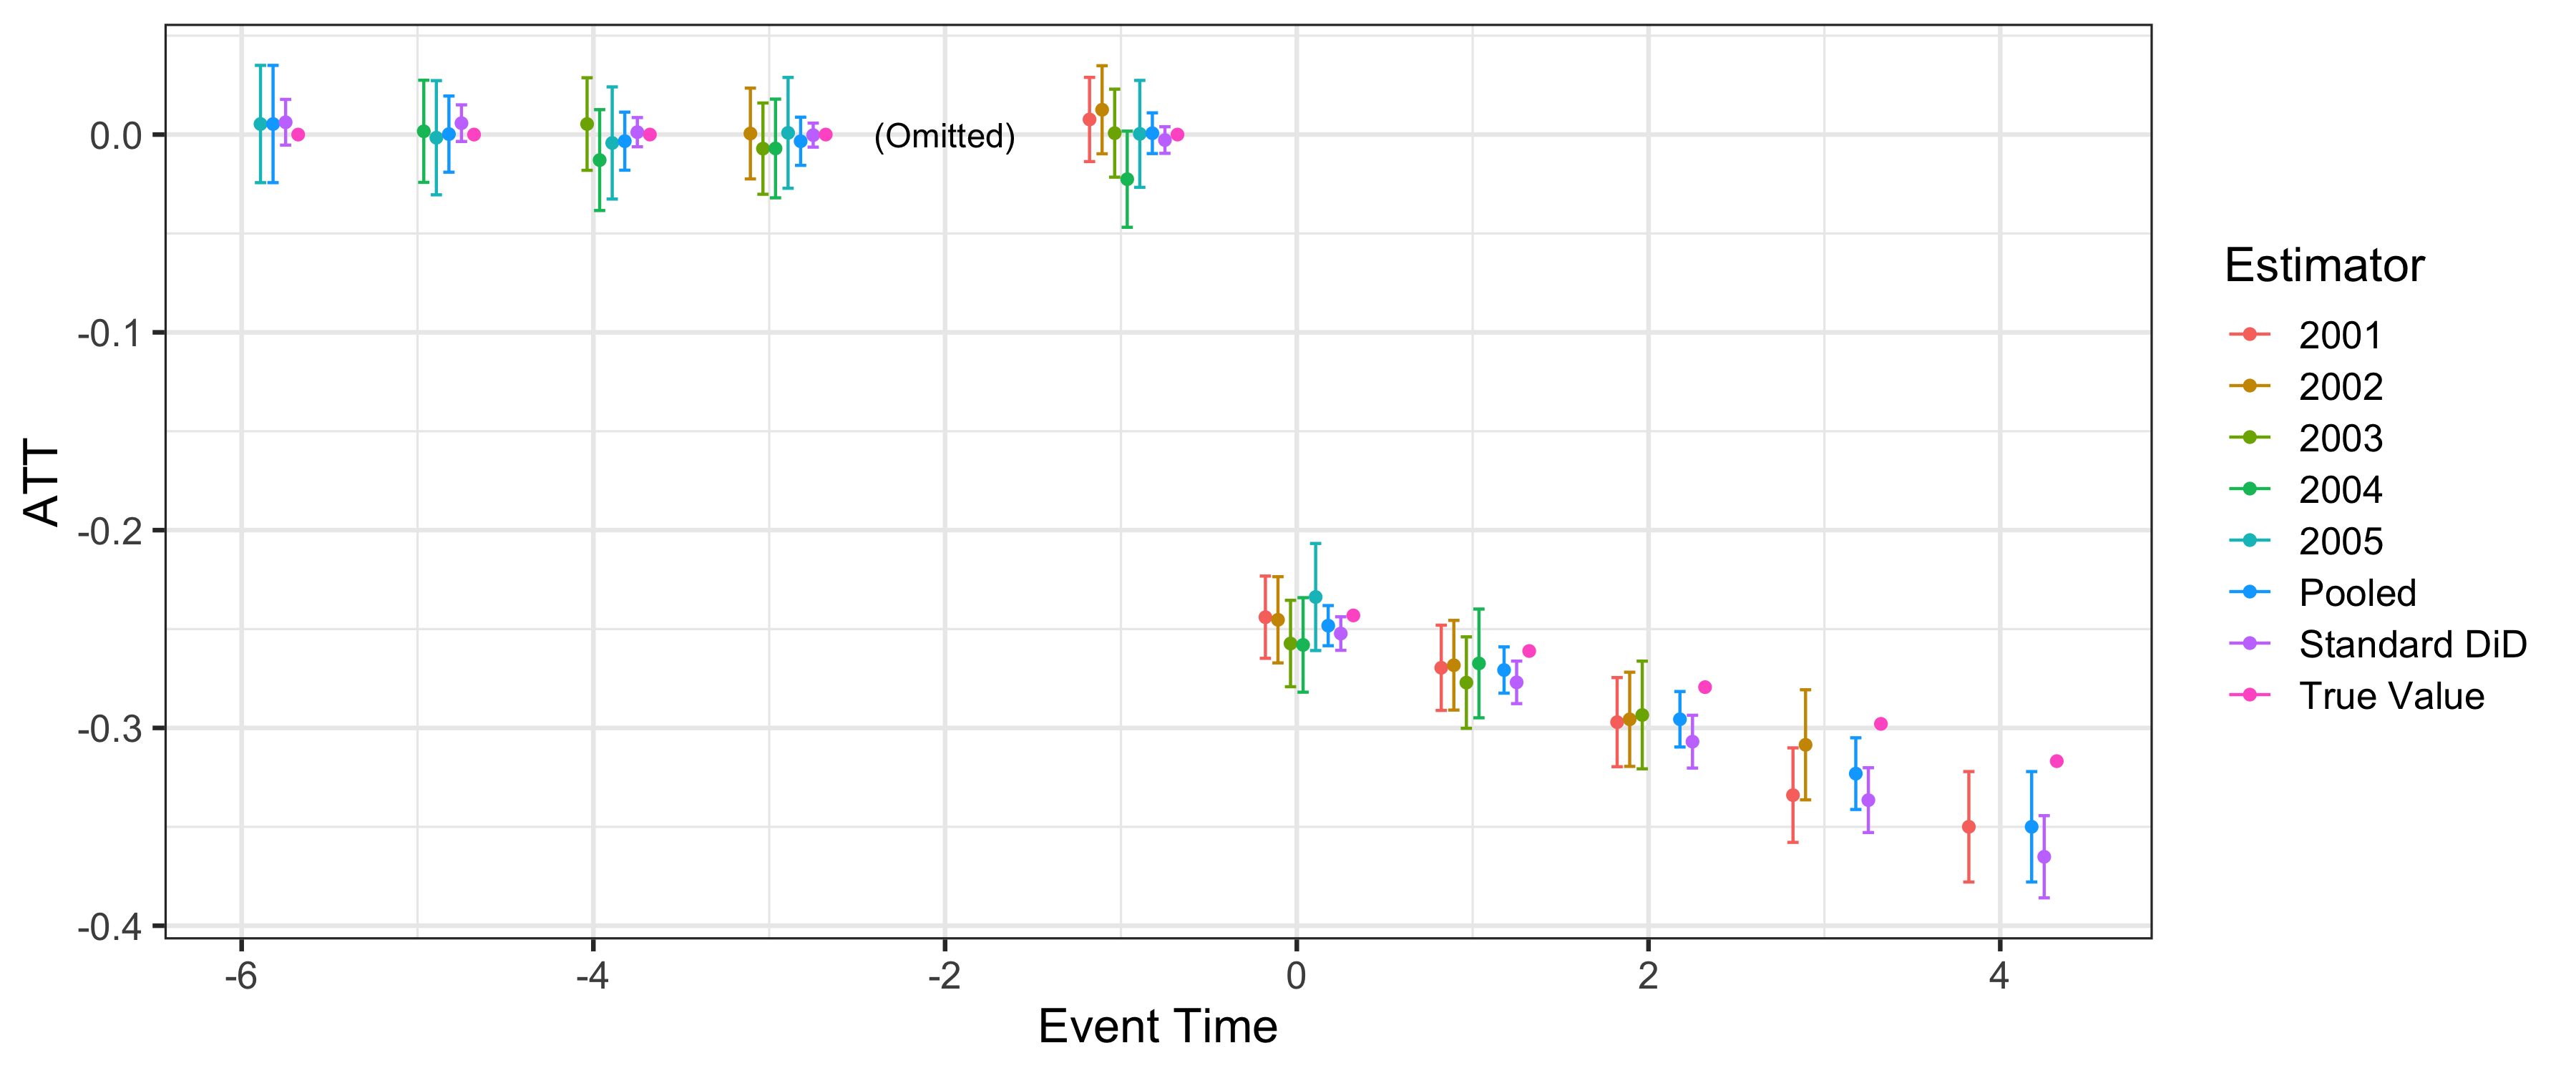 0.0
-0.1
-0.2
-0.3
-0.4
ATT
(Omitted)
-6
-4
-2
0
2
4
Event Time
Estimator
2001
2002
2003
2004
2005
Pooled
Standard DiD
True Value